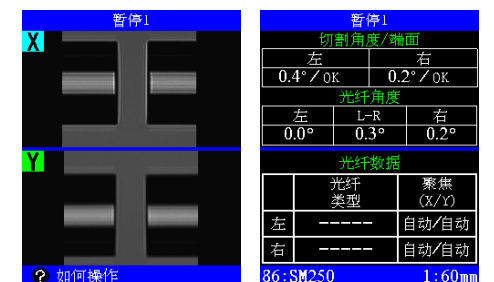 暂停1
X
Y
如何操作
暂停1
切割角度/端面
左 右
0.4°/OK 0.2°/OK
光纤角度
左 L-R 右
0.0° 0.3° 0.2°
光纤数据
光纤类型 聚焦(X/Y)
左 ----- 自动/自动
右 ----- 自动/自动
86:SM250 1:60mm